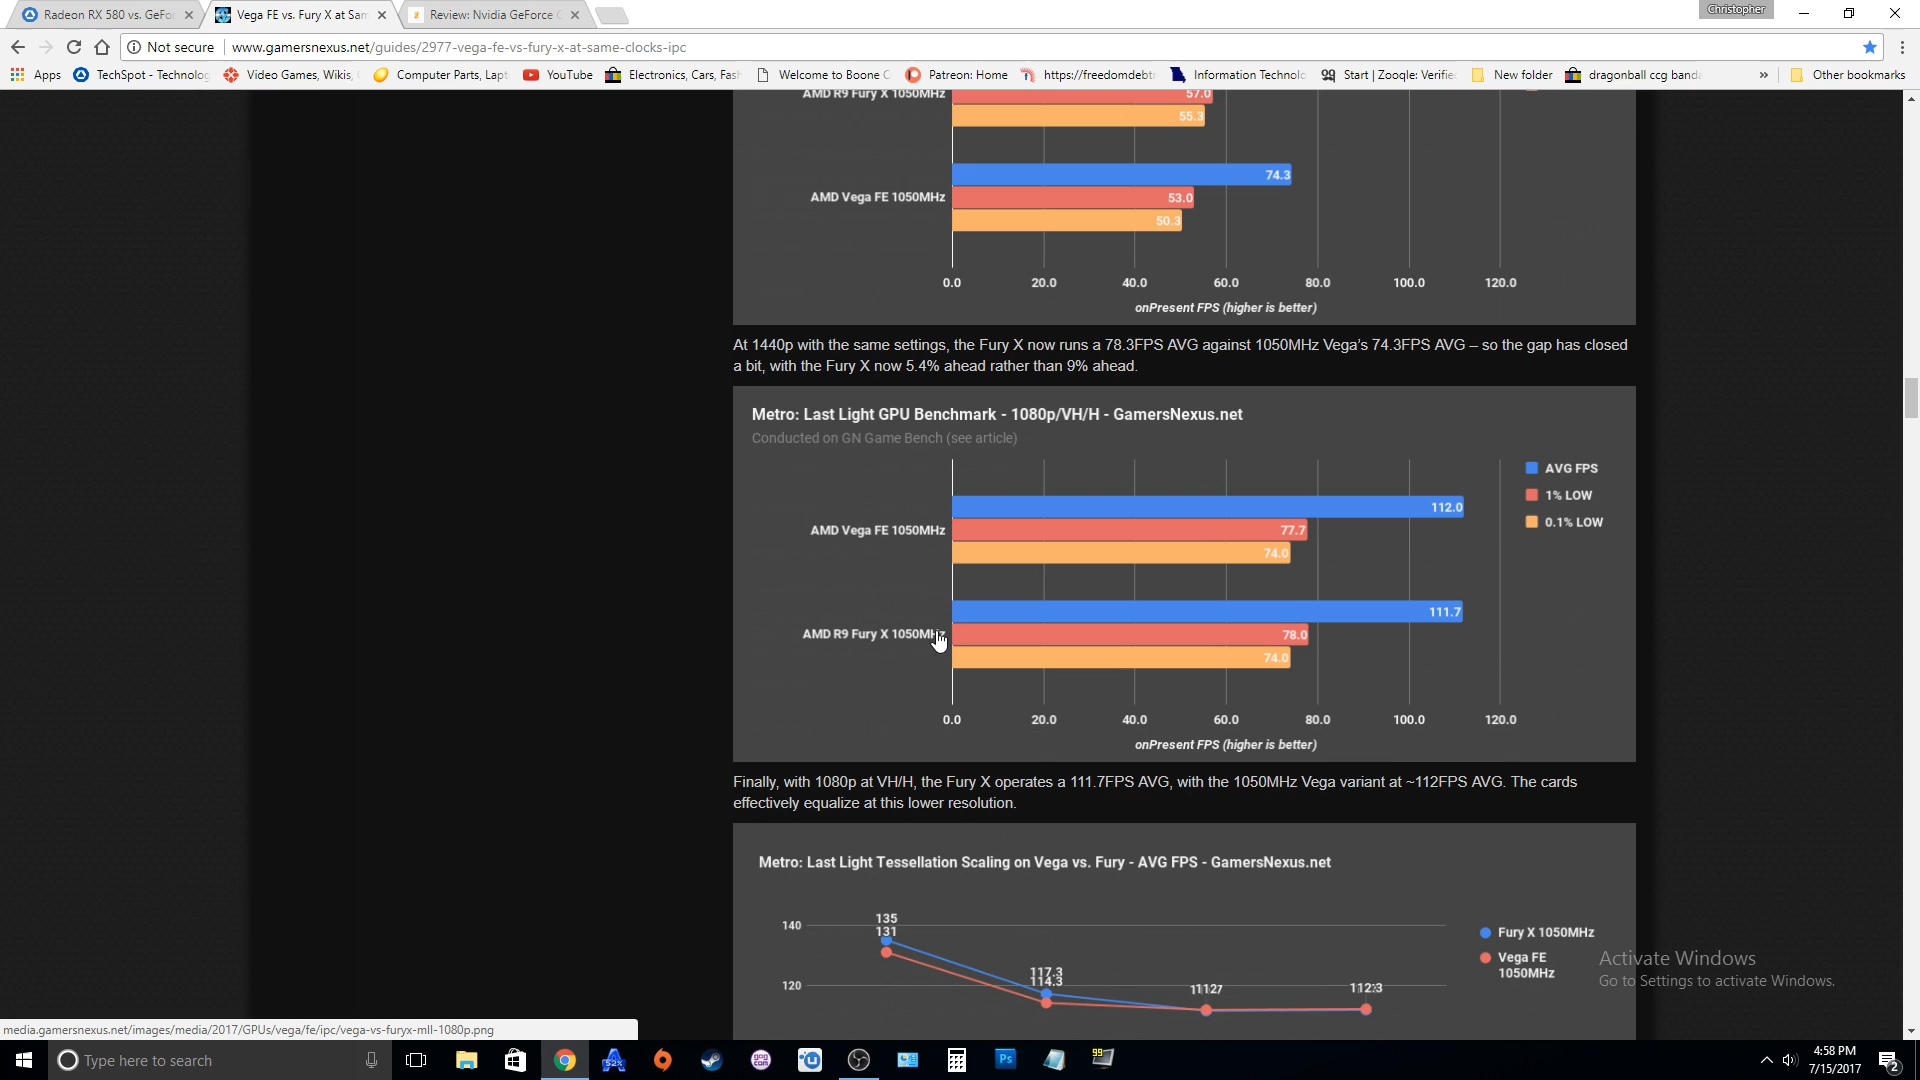 Radeon RX 580 vs. GeFor
Vega FE vs. Fury X at Sam
Review: Nvidia GeForce G
Christopher
Not secure
www.gamersnexus.net/guides/2977-vega-fe-vs-fury-x-at-same-clocks-ipc
Apps
TechSpot - Technolog
Video Games, Wikis,
Computer Parts, Lapt
YouTube
Electronics, Cars, Fash
Welcome to Boone C
Patreon: Home
https://freedomdebt
Information Technolo
Start | Zooqle: Verifie
New folder
dragonball ccg banda
»
Other bookmarks
AMD R9 Fury X 1050MHz
57.0
55.3
AMD Vega FE 1050MHz
74.3
53.0
50.3
0.0 20.0 40.0 60.0 80.0 100.0 120.0
onPresent FPS (higher is better)
At 1440p with the same settings, the Fury X now runs a 78.3FPS AVG against 1050MHz Vega's 74.3FPS AVG – so the gap has closed
a bit, with the Fury X now 5.4% ahead rather than 9% ahead.
Metro: Last Light GPU Benchmark - 1080p/VH/H - GamersNexus.net
Conducted on GN Game Bench (see article)
AVG FPS
1% LOW
0.1% LOW
AMD Vega FE 1050MHz
112.0
77.7
74.0
AMD R9 Fury X 1050MHz
111.7
78.0
74.0
0.0 20.0 40.0 60.0 80.0 100.0 120.0
onPresent FPS (higher is better)
Finally, with 1080p at VH/H, the Fury X operates a 111.7FPS AVG, with the 1050MHz Vega variant at ~112FPS AVG. The cards
effectively equalize at this lower resolution.
Metro: Last Light Tessellation Scaling on Vega vs. Fury - AVG FPS - GamersNexus.net
140
120
135
131
117.3
114.3
Fury X 1050MHz
Vega FE
1050MHz
Activate Windows
Go to Settings to activate Windows.
media.gamersnexus.net/images/media/2017/GPUs/vega/fe/ipc/vega-vs-furyx-mll-1080p.png
Type here to search
52x
gog
com
Ps
99
4:58 PM
7/15/2017
2